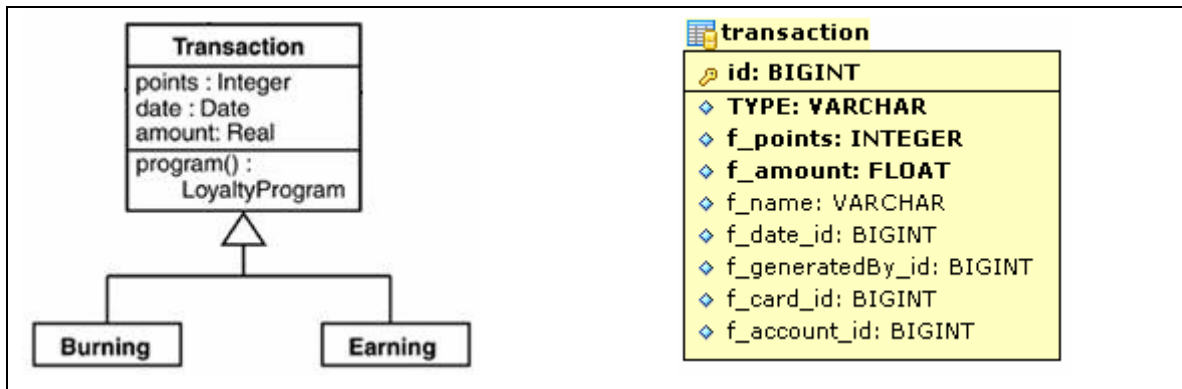 Transaction
points : Integer
date : Date
amount: Real
program() :
LoyaltyProgram
Burning
Earning
transaction
id: BIGINT
TYPE: VARCHAR
f_points: INTEGER
f_amount: FLOAT
f_name: VARCHAR
f_date_id: BIGINT
f_generatedBy_id: BIGINT
f_card_id: BIGINT
f_account_id: BIGINT